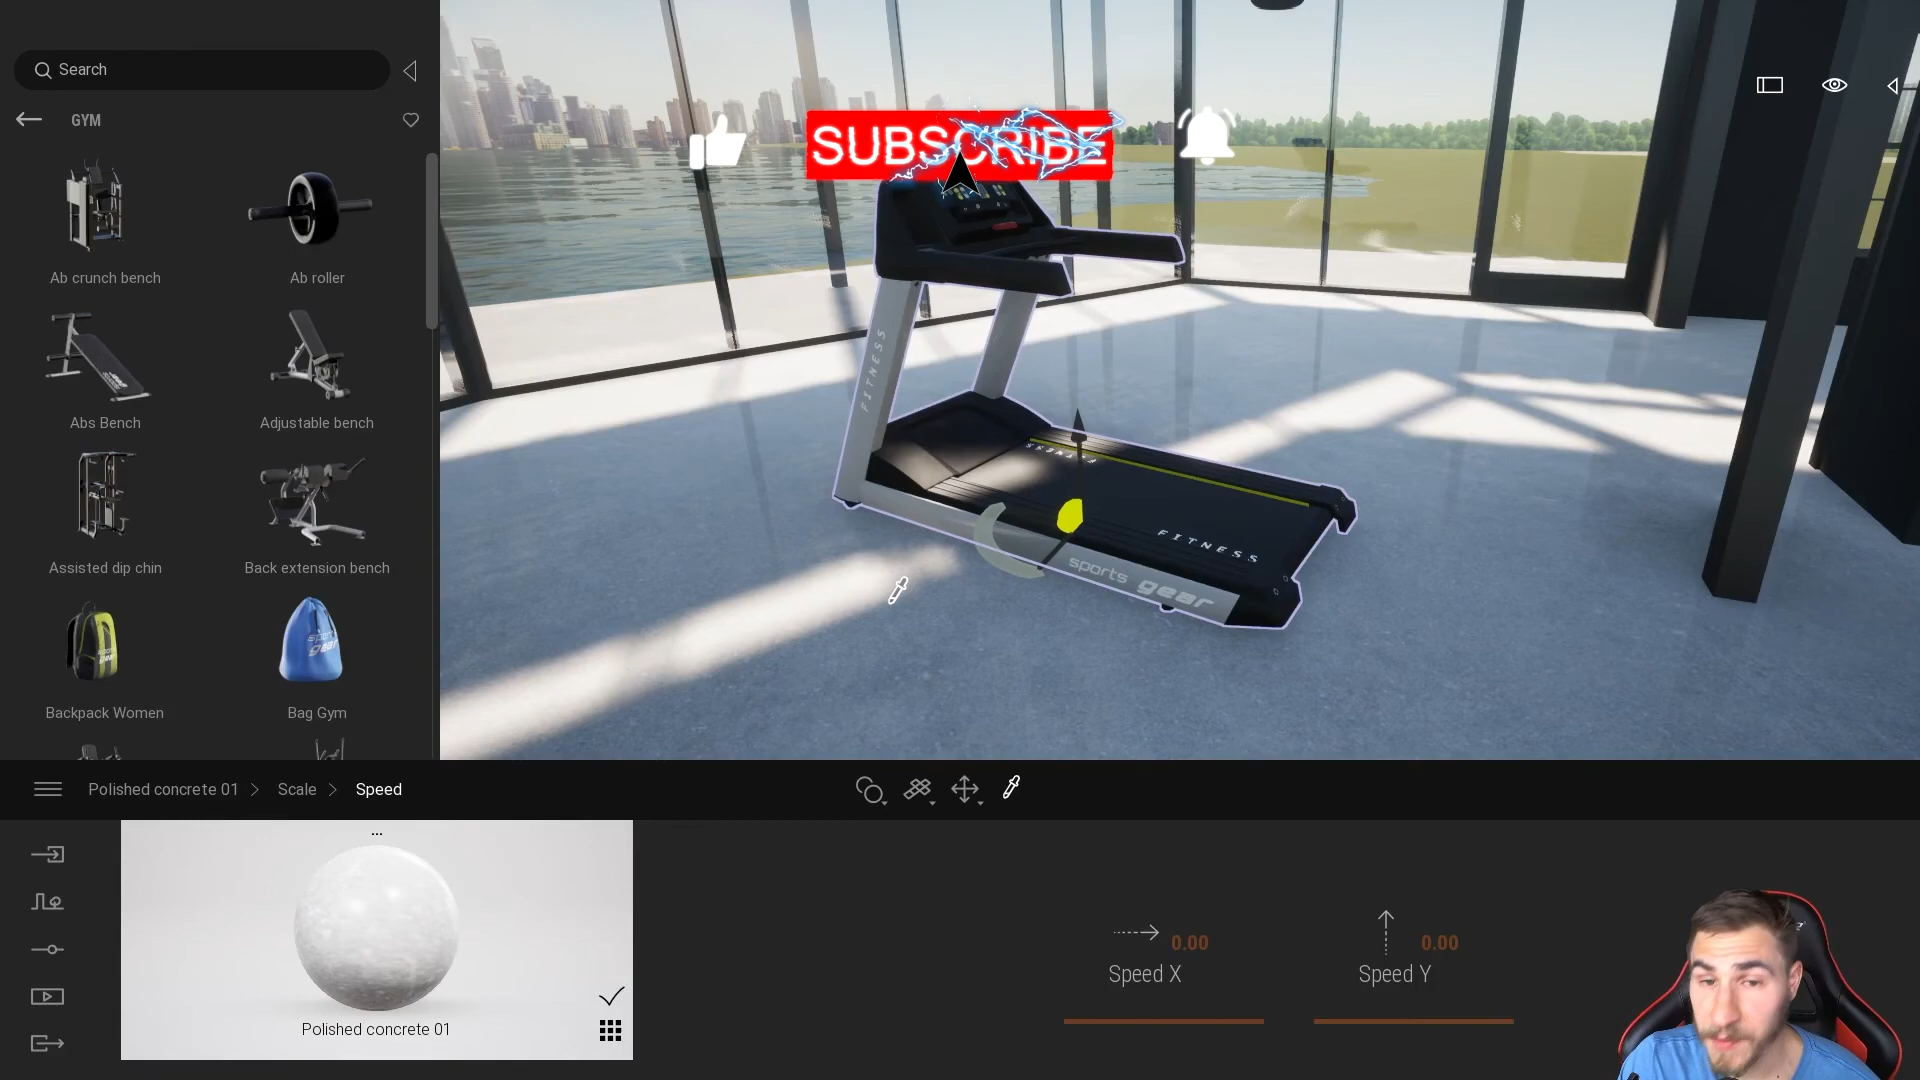 Search
GYM
Ab crunch bench
Ab roller
Abs Bench
Adjustable bench
Assisted dip chin
Back extension bench
Backpack Women
Bag Gym
SUBSCRIBE
FITNESS
FITNESS
FITNESS
sports gear
Polished concrete 01
Scale
Speed
...
Polished concrete 01
0.00
Speed X
0.00
Speed Y